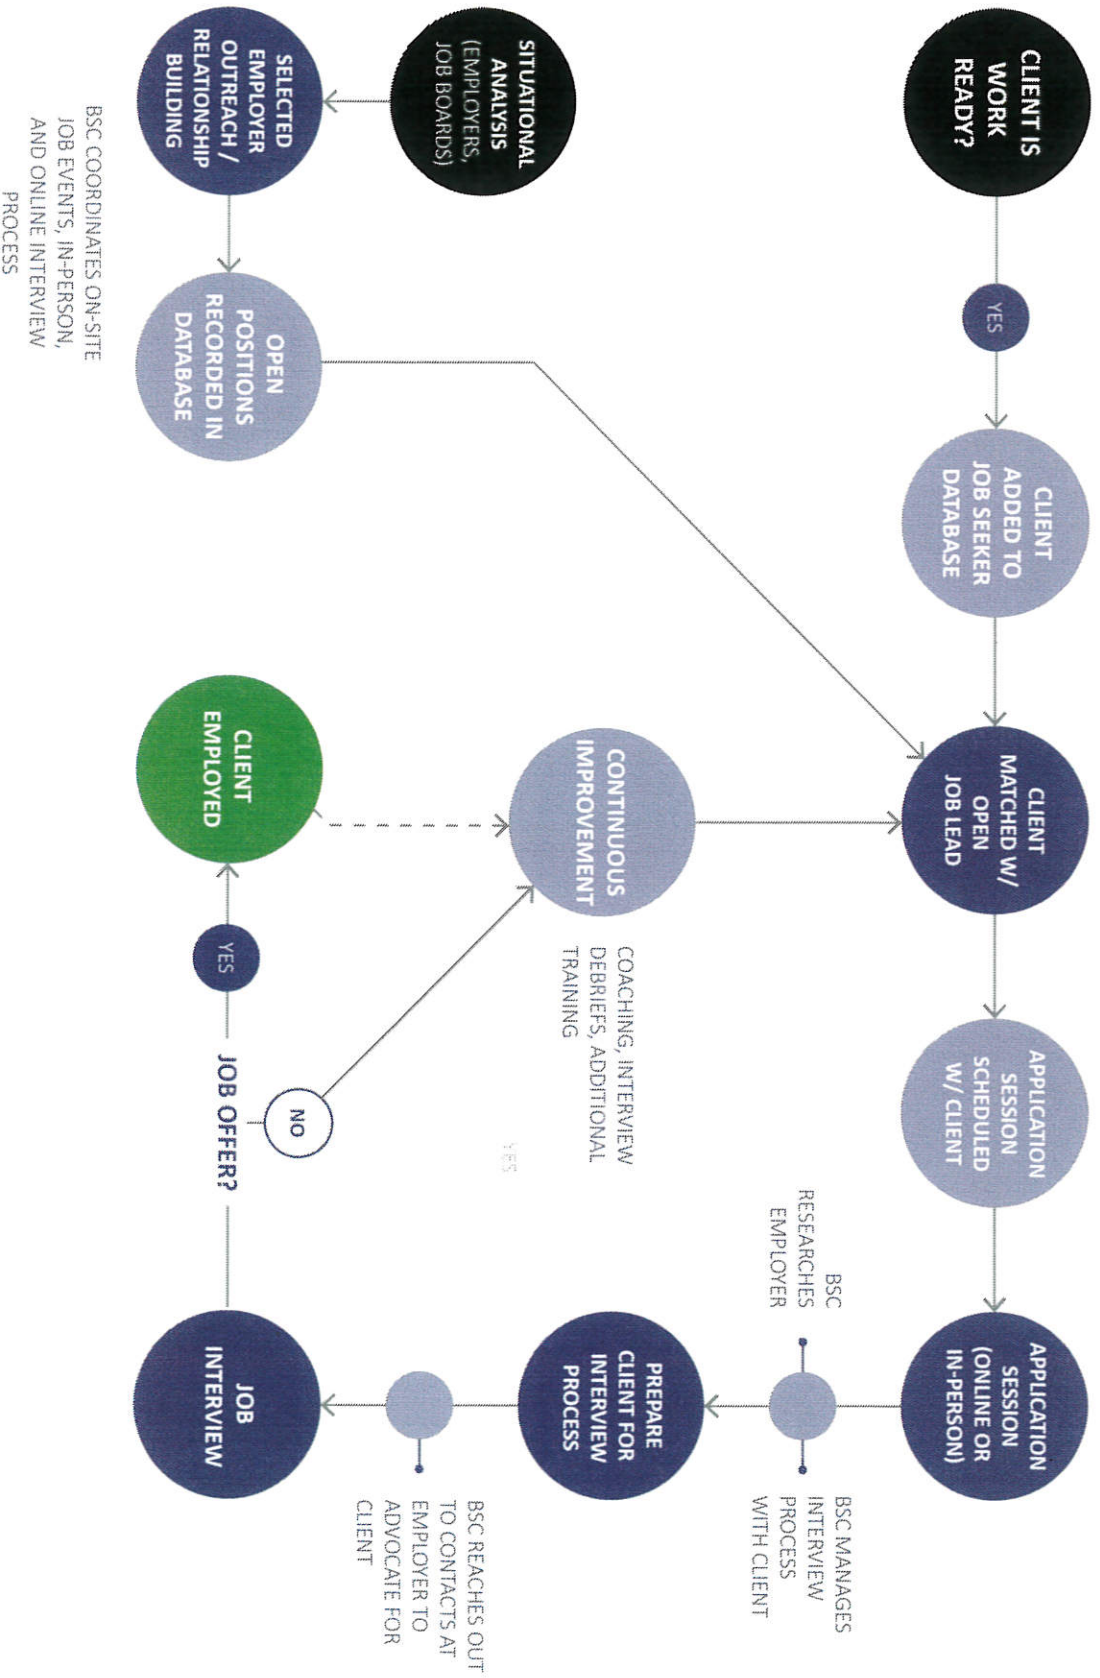 CLIENT IS
WORK
READY?
YES
CLIENT
ADDED TO
JOB SEEKER
DATABASE
CLIENT
MATCHED W/
OPEN
JOB LEAD
APPLICATION
SESSION
SCHEDULED
W/ CLIENT
APPLICATION
SESSION
(ONLINE OR
IN-PERSON)
BSC
RESEARCHES
EMPLOYER
BSC MANAGES
INTERVIEW
PROCESS
WITH CLIENT
SITUATIONAL
ANALYSIS
(EMPLOYERS,
JOB BOARDS)
CONTINUOUS
IMPROVEMENT
COACHING, INTERVIEW
DEBRIEFS, ADDITIONAL
TRAINING
YES
PREPARE
CLIENT FOR
INTERVIEW
PROCESS
BSC REACHES OUT
TO CONTACTS AT
EMPLOYER TO
ADVOCATE FOR
CLIENT
SELECTED
EMPLOYER
OUTREACH /
RELATIONSHIP
BUILDING
OPEN
POSITIONS
RECORDED IN
DATABASE
CLIENT
EMPLOYED
YES
JOB OFFER?
NO
JOB
INTERVIEW
BSC COORDINATES ON-SITE
JOB EVENTS, IN-PERSON,
AND ONLINE INTERVIEW
PROCESS